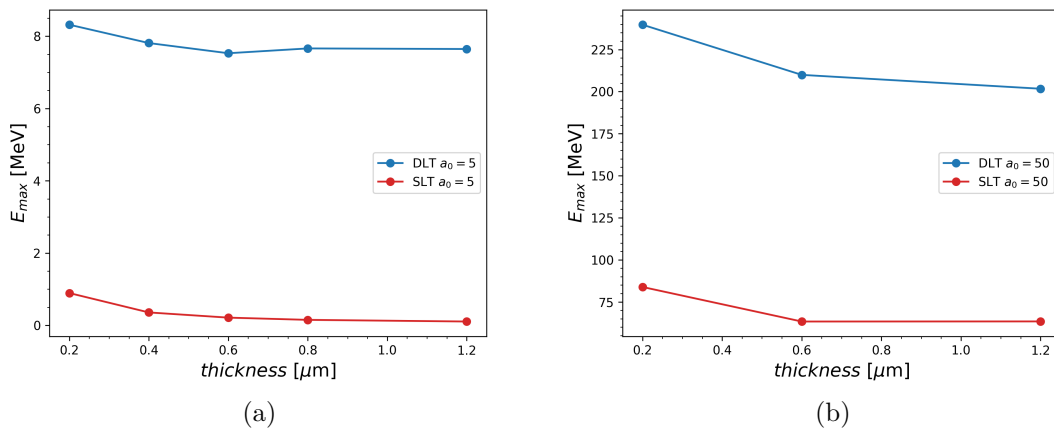 8
6
4
2
0
0.2 0.4 0.6 0.8 1.0 1.2
E_max [MeV]
thickness [μm]
DLT a_0 = 5
SLT a_0 = 5
(a)
225
200
175
150
125
100
75
0.2 0.4 0.6 0.8 1.0 1.2
E_max [MeV]
thickness [μm]
DLT a_0 = 50
SLT a_0 = 50
(b)